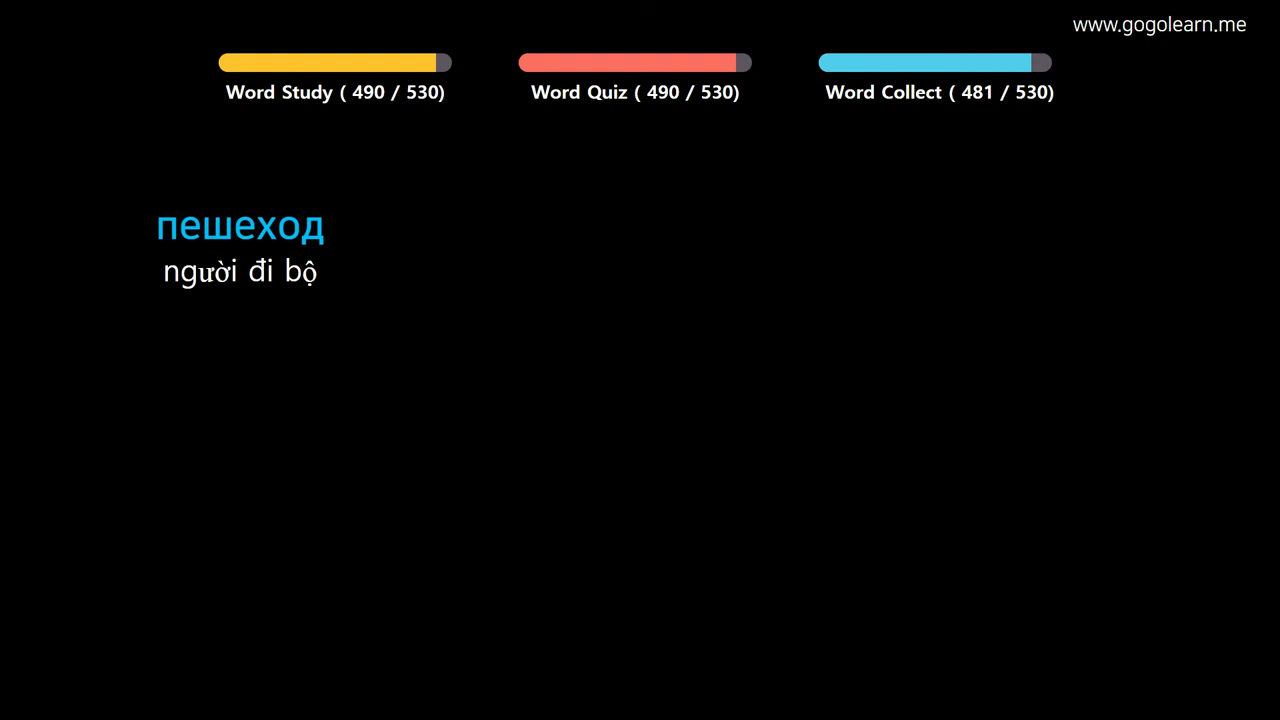 www.gogolearn.me
Word Study ( 490 / 530)
Word Quiz ( 490 / 530)
Word Collect ( 481 / 530)
пешеход
người đi bộ